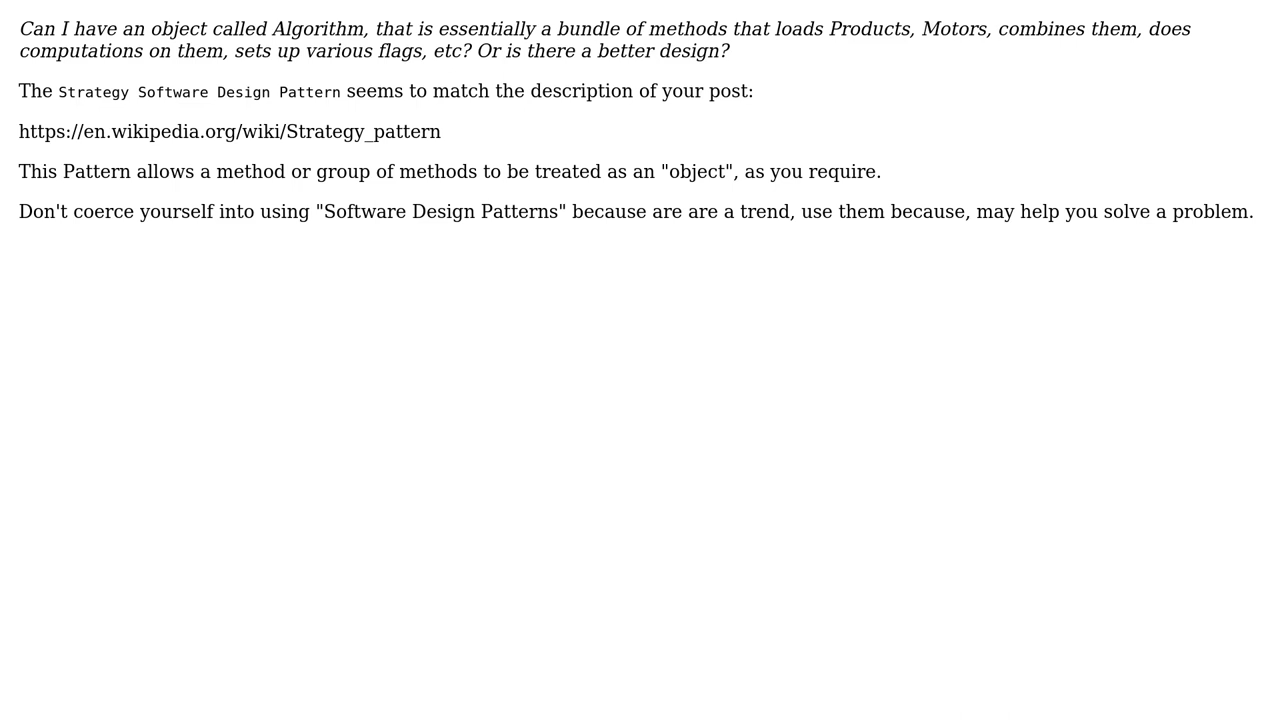 Can I have an object called Algorithm, that is essentially a bundle of methods that loads Products, Motors, combines them, does
computations on them, sets up various flags, etc? Or is there a better design?
The Strategy Software Design Pattern seems to match the description of your post:
https://en.wikipedia.org/wiki/Strategy_pattern
This Pattern allows a method or group of methods to be treated as an "object", as you require.
Don't coerce yourself into using "Software Design Patterns" because are are a trend, use them because, may help you solve a problem.